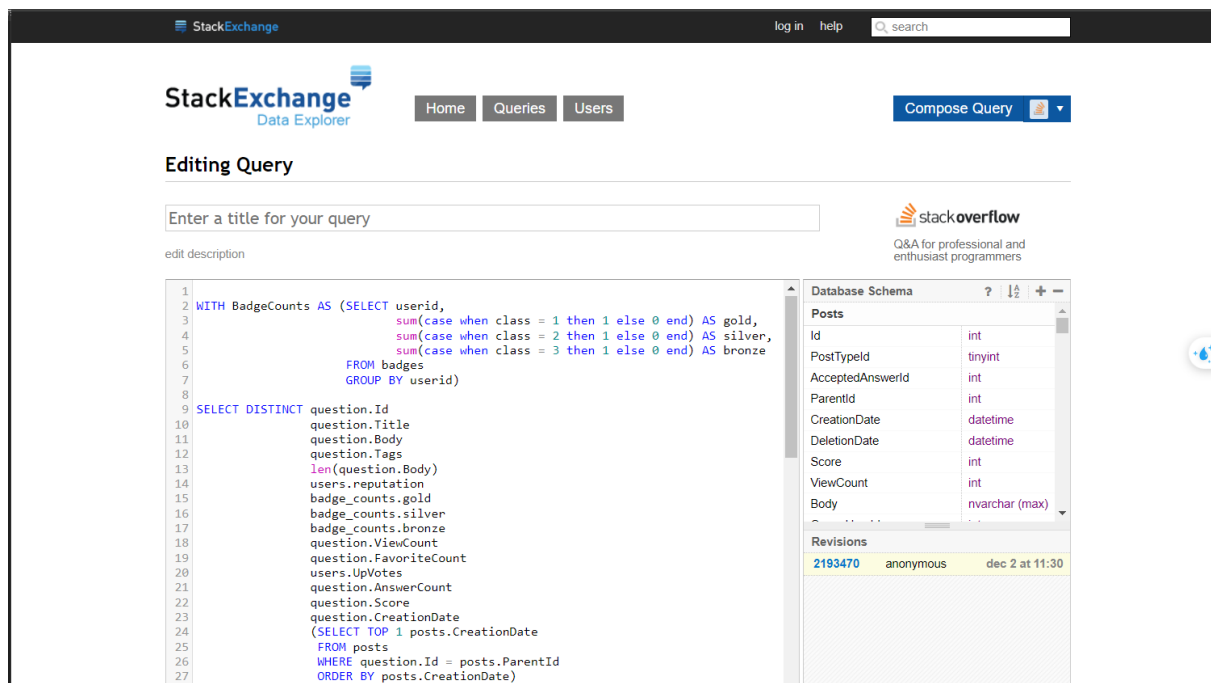 StackExchange log in help search
StackExchange
Data Explorer
Home Queries Users
Compose Query
Editing Query
Enter a title for your query
edit description
stackoverflow
Q&A for professional and
enthusiast programmers
1
2 WITH BadgeCounts AS (SELECT userid,
3 sum(case when class = 1 then 1 else 0 end) AS gold,
4 sum(case when class = 2 then 1 else 0 end) AS silver,
5 sum(case when class = 3 then 1 else 0 end) AS bronze
6 FROM badges
7 GROUP BY userid)
8
9 SELECT DISTINCT question.Id
10 question.Title
11 question.Body
12 question.Tags
13 len(question.Body)
14 users.reputation
15 badge_counts.gold
16 badge_counts.silver
17 badge_counts.bronze
18 question.ViewCount
19 question.FavoriteCount
20 users.UpVotes
21 question.AnswerCount
22 question.Score
23 question.CreationDate
24 (SELECT TOP 1 posts.CreationDate
25 FROM posts
26 WHERE question.Id = posts.ParentId
27 ORDER BY posts.CreationDate)
Database Schema ?
Posts
Id int
PostTypeId tinyint
AcceptedAnswerId int
ParentId int
CreationDate datetime
DeletionDate datetime
Score int
ViewCount int
Body nvarchar (max)
Revisions
2193470 anonymous dec 2 at 11:30